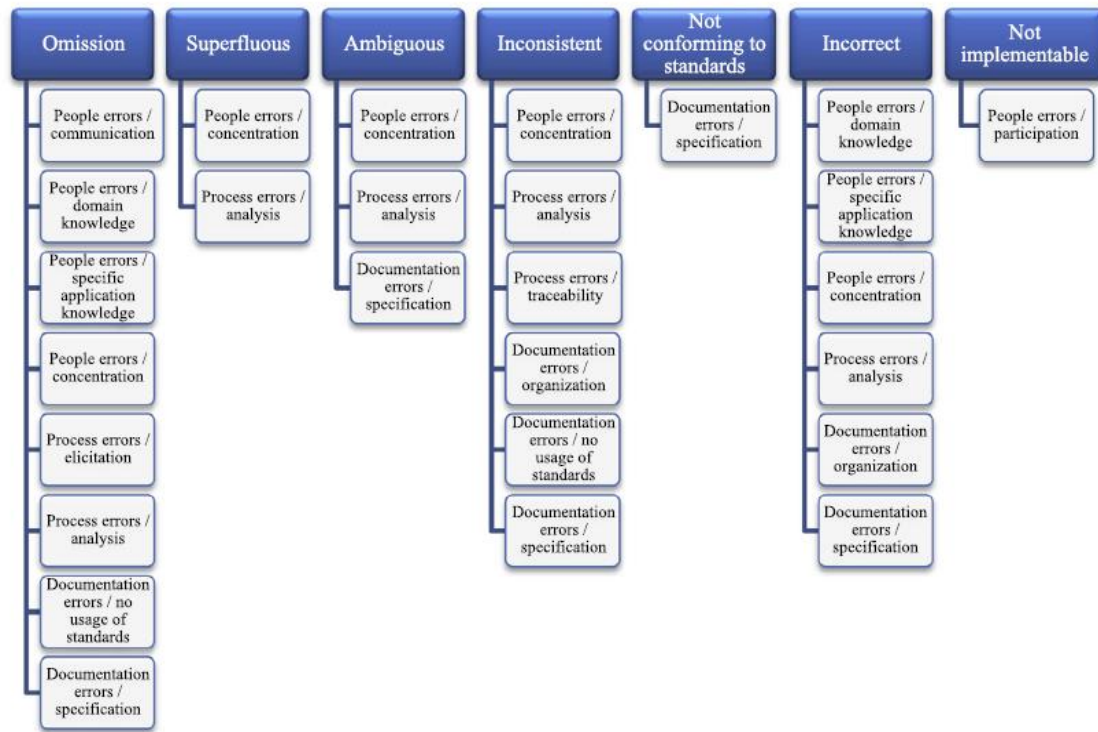 Omission
People errors /
communication
People errors /
domain
knowledge
People errors /
specific
application
knowledge
People errors /
concentration
Process errors /
elicitation
Process errors /
analysis
Documentation
errors / no
usage of
standards
Documentation
errors /
specification
Superfluous
People errors /
concentration
Process errors /
analysis
Ambiguous
People errors /
concentration
Process errors /
analysis
Documentation
errors /
specification
Inconsistent
People errors /
concentration
Process errors /
analysis
Process errors /
traceability
Documentation
errors /
organization
Documentation
errors / no
usage of
standards
Documentation
errors /
specification
Not
conforming to
standards
Documentation
errors /
specification
Incorrect
People errors /
domain
knowledge
People errors /
specific
application
knowledge
People errors /
concentration
Process errors /
analysis
Documentation
errors /
organization
Documentation
errors /
specification
Not
implementable
People errors /
participation